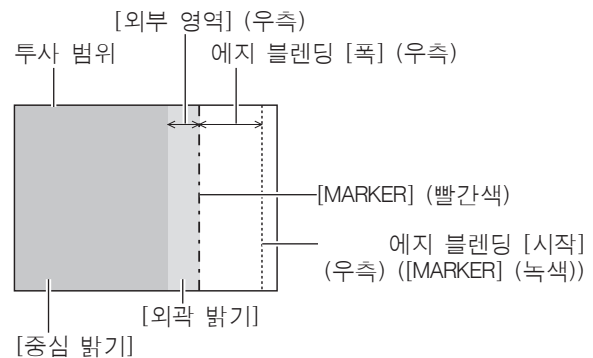 [외부 영역] (우측)
투사 범위
에지 블렌딩 [폭] (우측)
[MARKER] (빨간색)
에지 블렌딩 [시작]
(우측) ([MARKER] (녹색))
[외곽 밝기]
[중심 밝기]